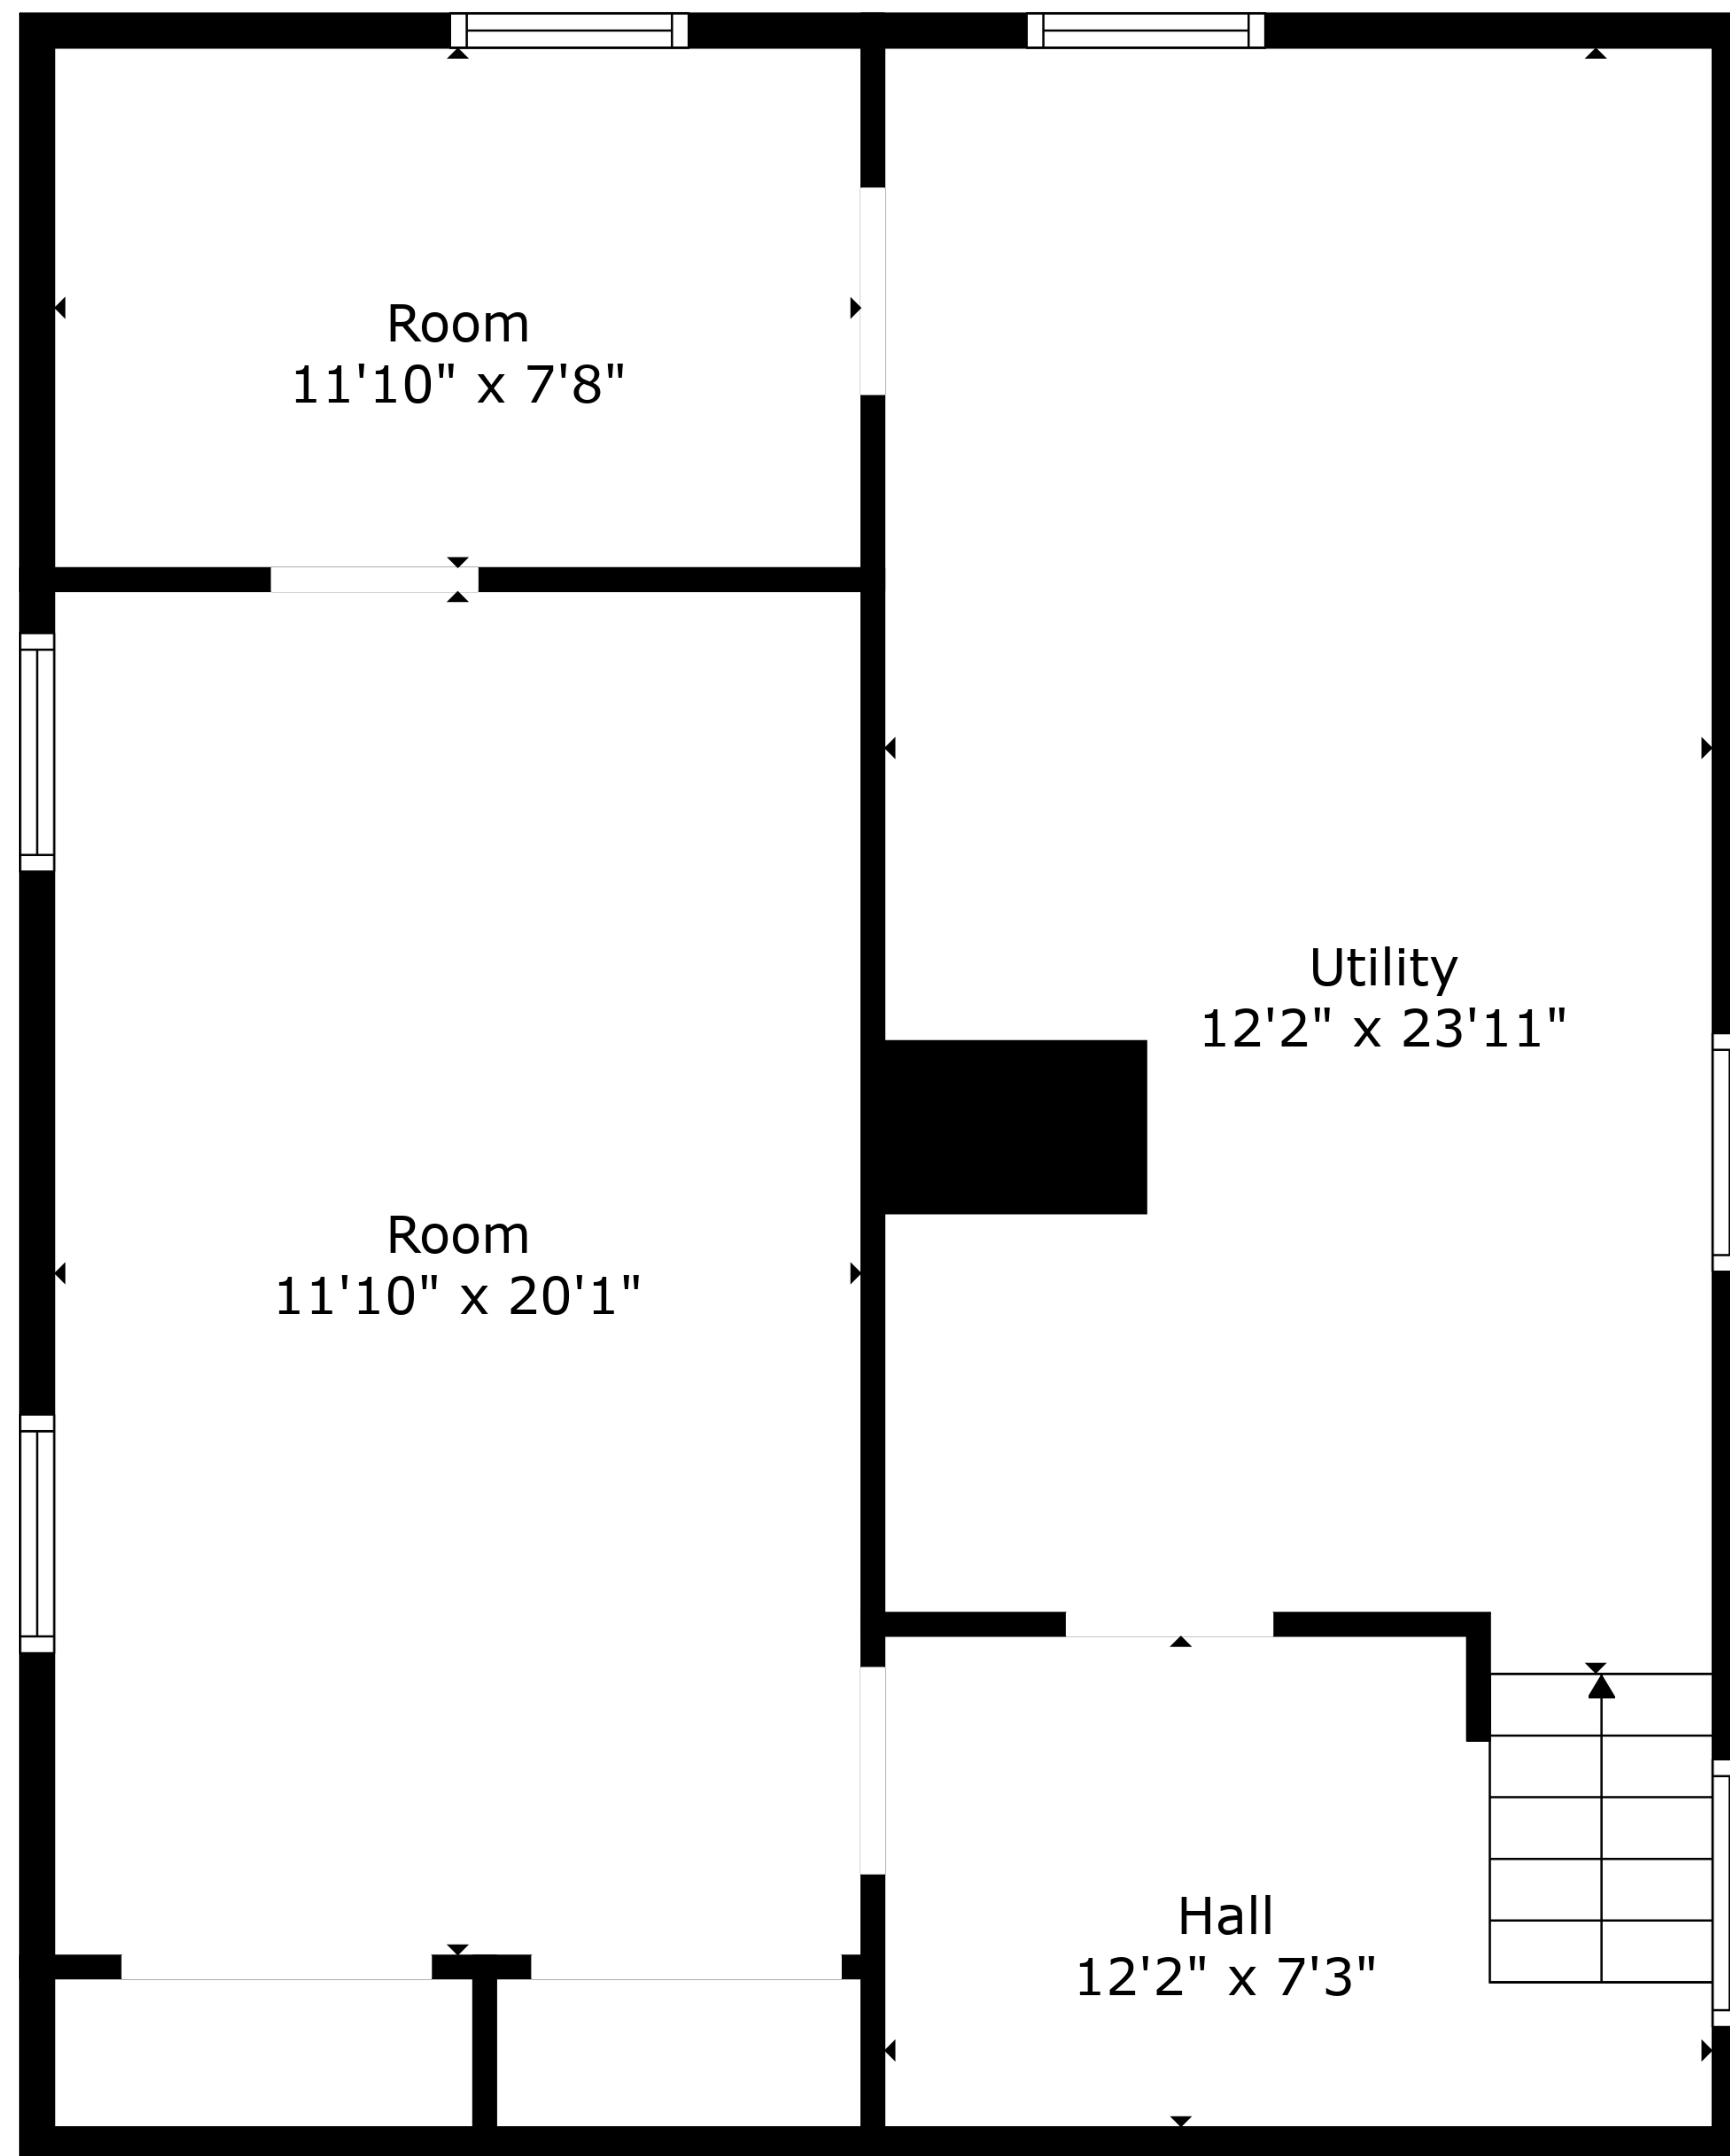 Room
11'10" x 7'8"
Utility
12'2" x 23'11"
Room
11'10" x 20'1"
Hall
12'2" x 7'3"